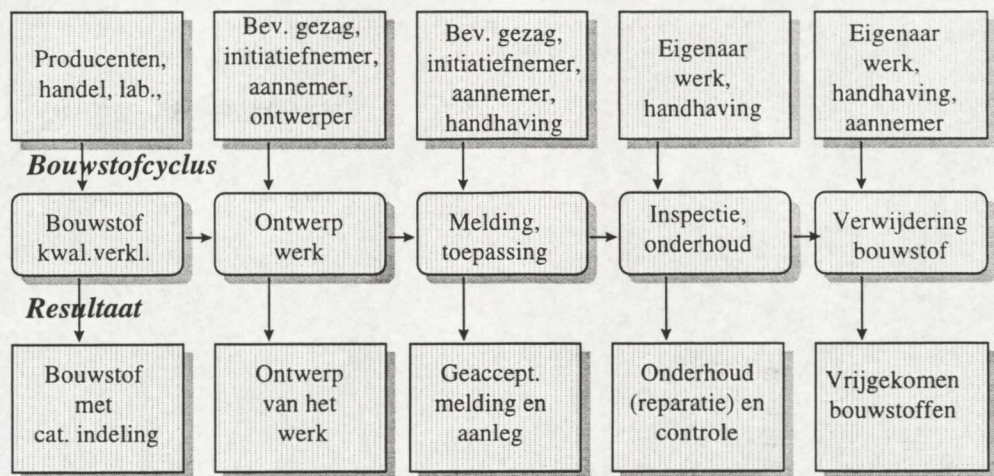 Producenten,
handel, lab.,
Bev. gezag,
initiatiefnemer,
aannemer,
ontwerper
Bev. gezag,
initiatiefnemer,
aannemer,
handhaving
Eigenaar
werk,
handhaving
Eigenaar
werk,
handhaving,
aannemer
Bouwstofcyclus
Bouwstof
kwal.verkl.
Ontwerp
werk
Melding,
toepassing
Inspectie,
onderhoud
Verwijdering
bouwstof
Resultaat
Bouwstof
met
cat. indeling
Ontwerp
van het
werk
Geaccept.
melding en
aanleg
Onderhoud
(reparatie) en
controle
Vrijgekomen
bouwstoffen